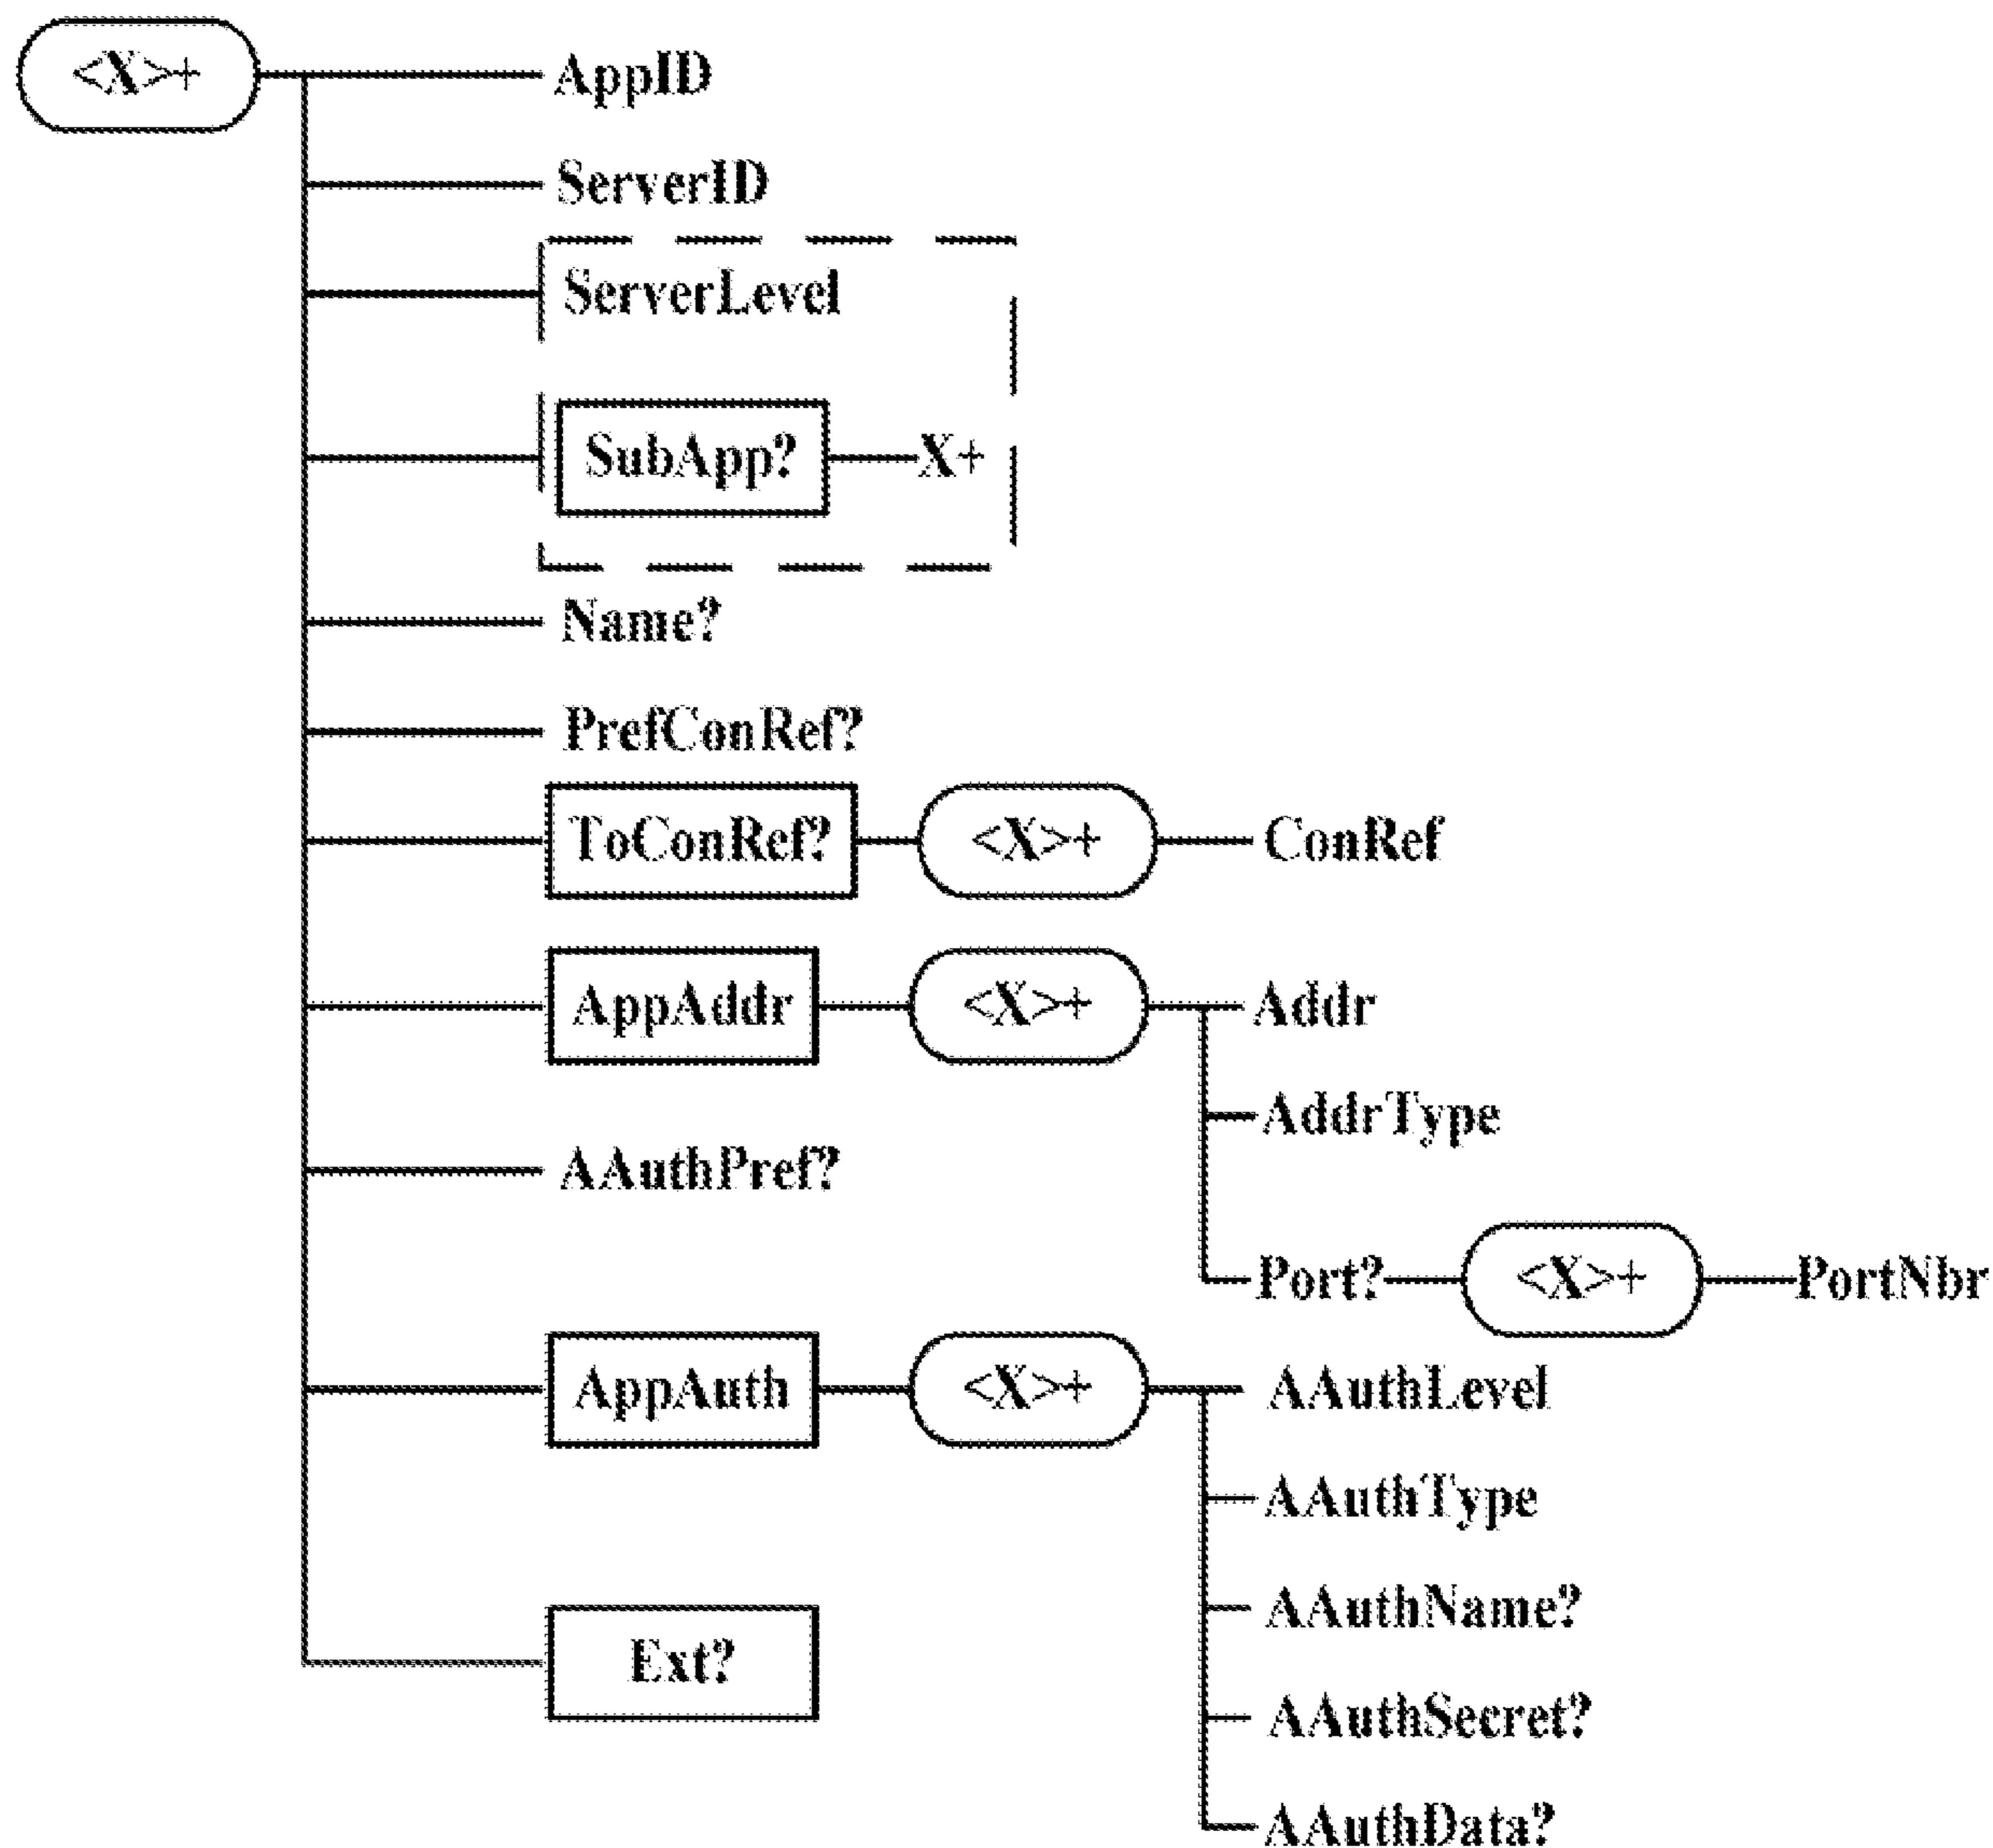 <X>+ AppID
ServerID
ServerLevel
SubApp? X+
Name?
PrefConRef?
ToConRef? <X>+ ConRef
AppAddr <X>+ Addr
AddrType
AAuthPref?
Port? <X>+ PortNbr
AppAuth <X>+ AAuthLevel
AAuthType
AAuthName?
Ext?
AAuthSecret?
AAuthData?